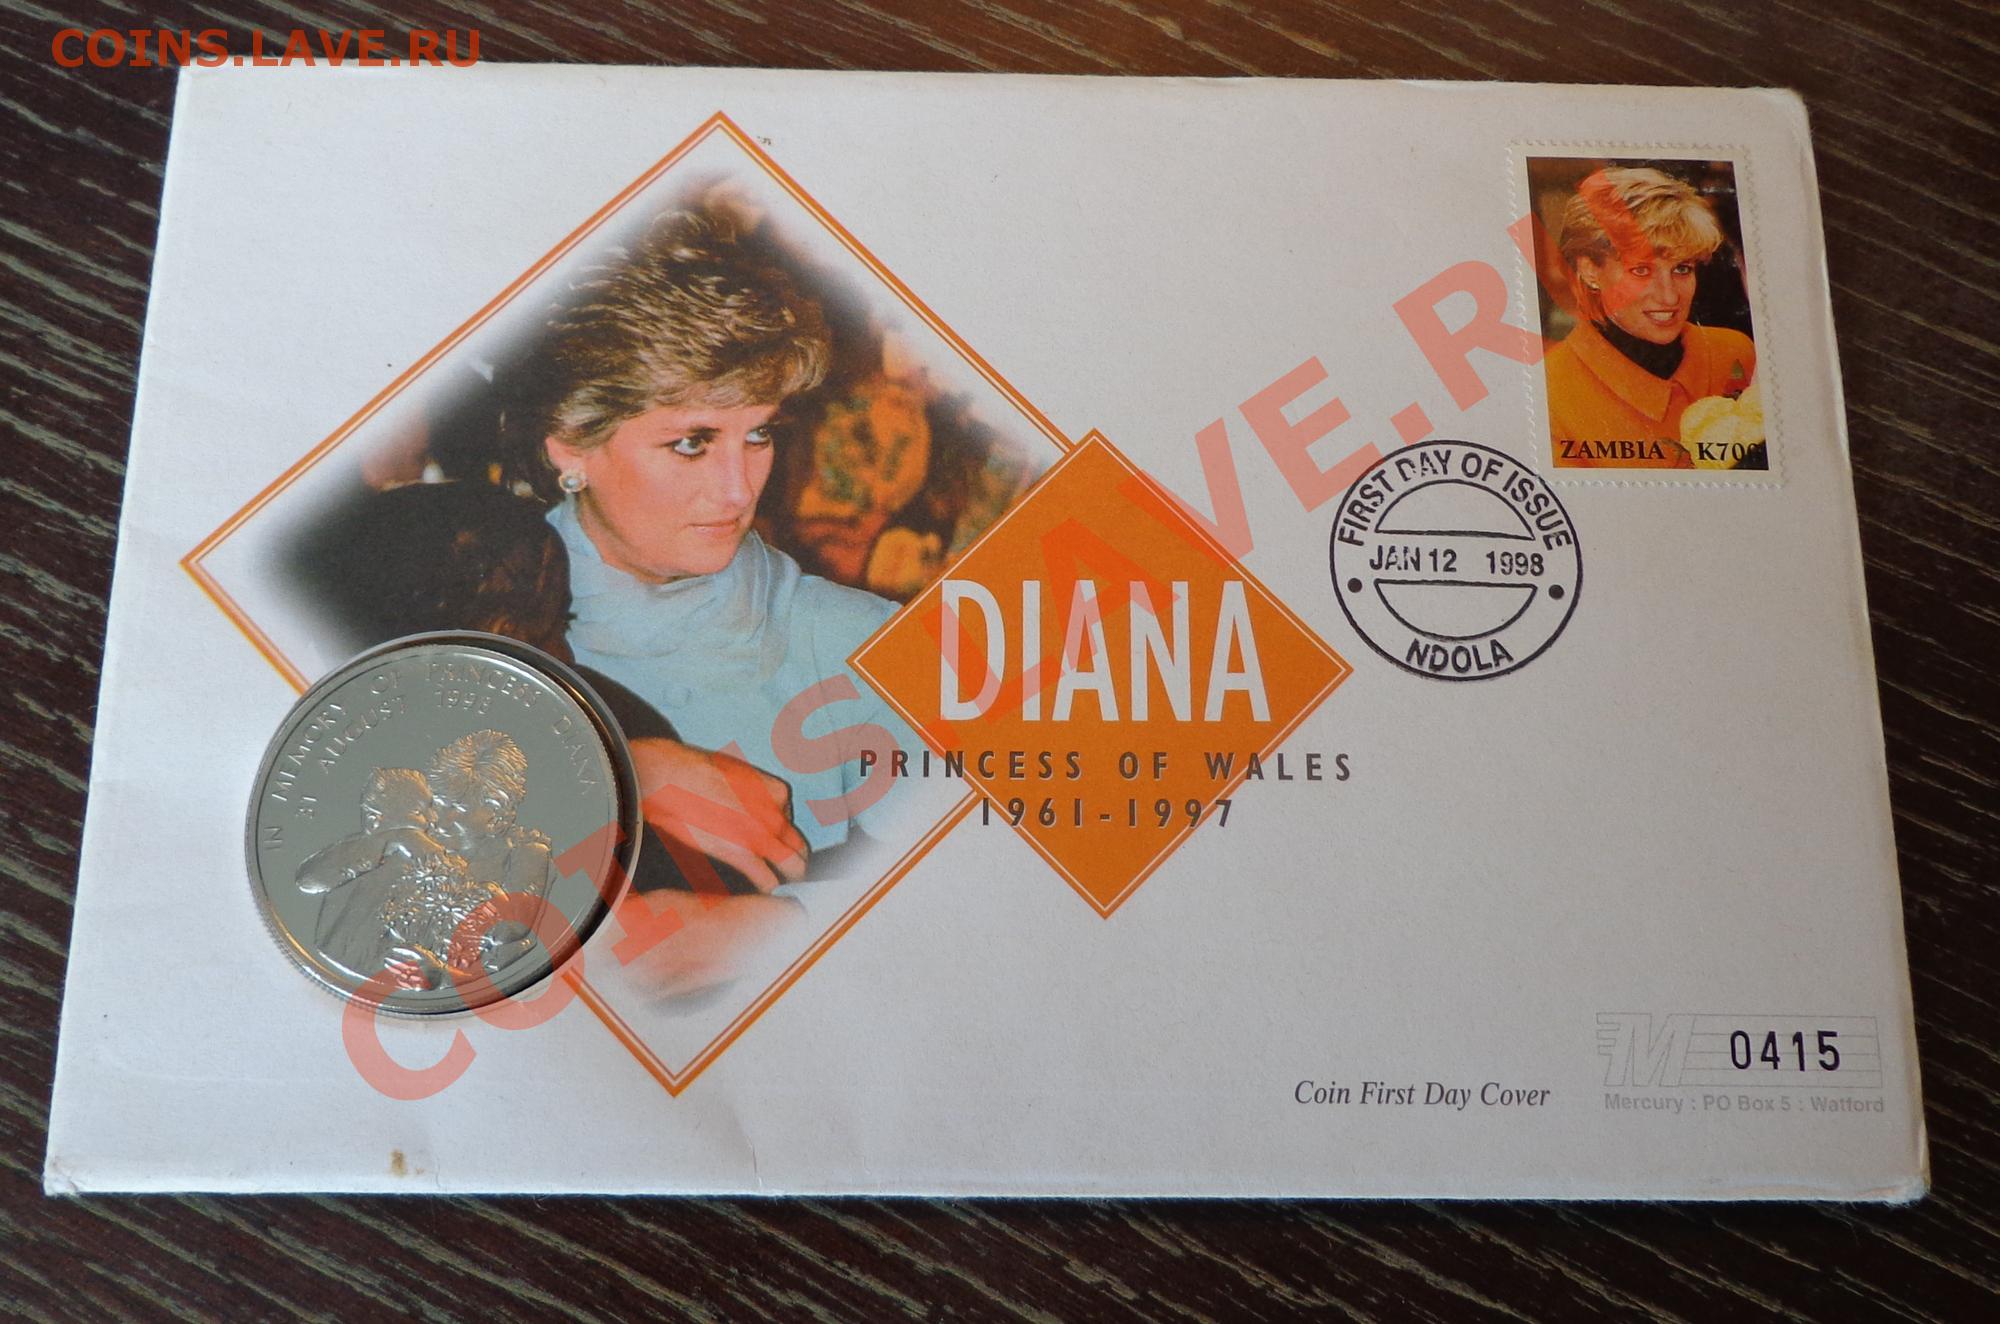 COINS.LAVE.RU
ZAMBIA K700
FIRST DAY OF ISSUE
JAN 12 1998
NDOLA
DIANA
PRINCESS OF WALES
1961-1997
IN MEMORY OF PRINCESS DIANA
31 AUGUST 1998
COINS.LAVE.RU
0415
Coin First Day Cover
Mercury : PO Box 5 : Watford